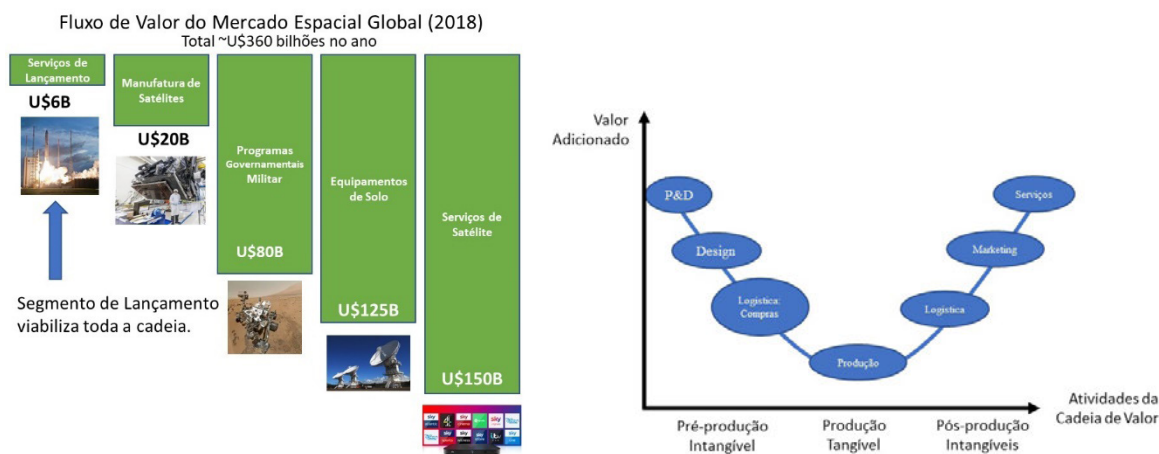 Fluxo de Valor do Mercado Espacial Global (2018)
Total ~U$360 bilhões no ano
Serviços de
Lançamento
U$6B
Manufatura de
Satélites
U$20B
Programas
Governamentais
Militar
U$80B
Equipamentos
de Solo
U$125B
Serviços de
Satélite
U$150B
Segmento de Lançamento
viabiliza toda a cadeia.
Valor
Adicionado
P&D
Design
Logística:
Compras
Produção
Logística
Marketing
Serviços
Atividades da
Cadeia de Valor
Pré-produção
Intangível
Produção
Tangível
Pós-produção
Intangíveis